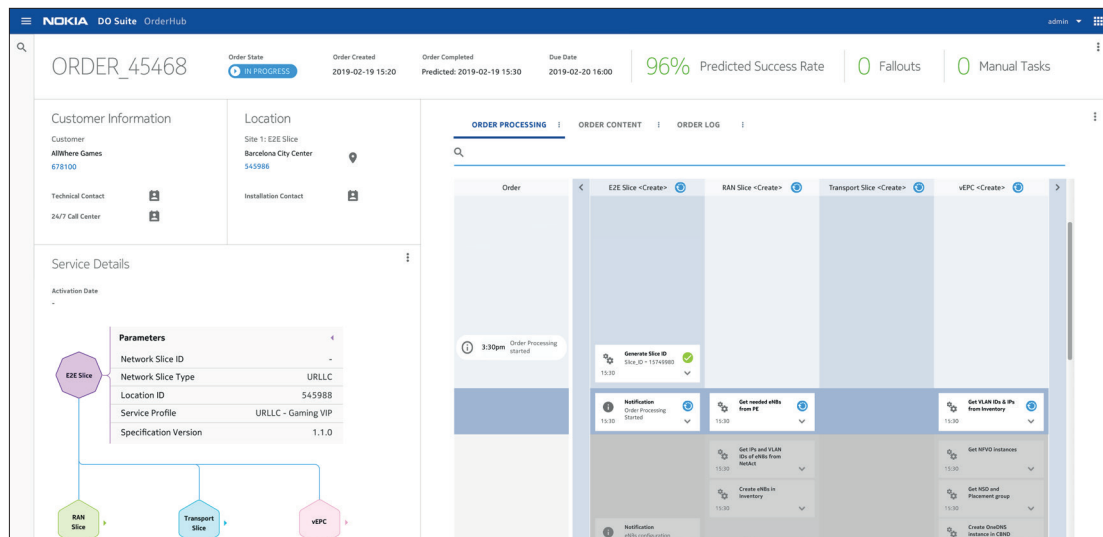 NOKIA DO Suite OrderHub
admin
ORDER_45468
Order State
IN PROGRESS
Order Created
2019-02-19 15:20
Order Completed
Predicted: 2019-02-19 15:30
Due Date
2019-02-20 16:00
96% Predicted Success Rate
0 Fallouts
0 Manual Tasks
Customer Information
Customer
AllWhere Games
678100
Technical Contact
24/7 Call Center
Location
Site 1: E2E Slice
Barcelona City Center
545986
Installation Contact
Service Details
Activation Date
-
E2E Slice
Parameters
Network Slice ID -
Network Slice Type URLLC
Location ID 545988
Service Profile URLLC - Gaming VIP
Specification Version 1.1.0
RAN
Slice
Transport
Slice
vEPC
ORDER PROCESSING
ORDER CONTENT
ORDER LOG
Order
E2E Slice <Create>
RAN Slice <Create>
Transport Slice <Create>
vEPC <Create>
3:30pm
Order Processing
started
Generate Slice ID
Slice_ID = 15749980
15:30
Notification
Order Processing
Started
15:30
Get needed eNBs
from PE
15:30
Get VLAN IDs & IPs
from Inventory
15:30
Get IPs and VLAN
IDs of eNBs from
NetAct
15:30
Get NFVO instances
15:30
Create eNBs in
Inventory
15:30
Get NSD and
Placement group
15:30
Notification
eNBs configuration
Create OneDNS
instance in CBND